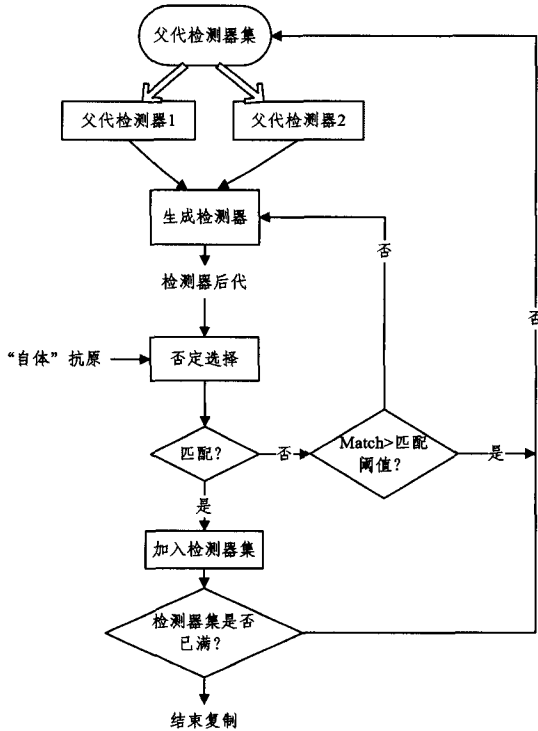 父代检测器集
父代检测器1
父代检测器2
生成检测器
否
检测器后代
否
“自体”抗原
否定选择
匹配?
否
Match>匹配
阈值?
是
是
加入检测器集
检测器集是否
已满?
结束复制